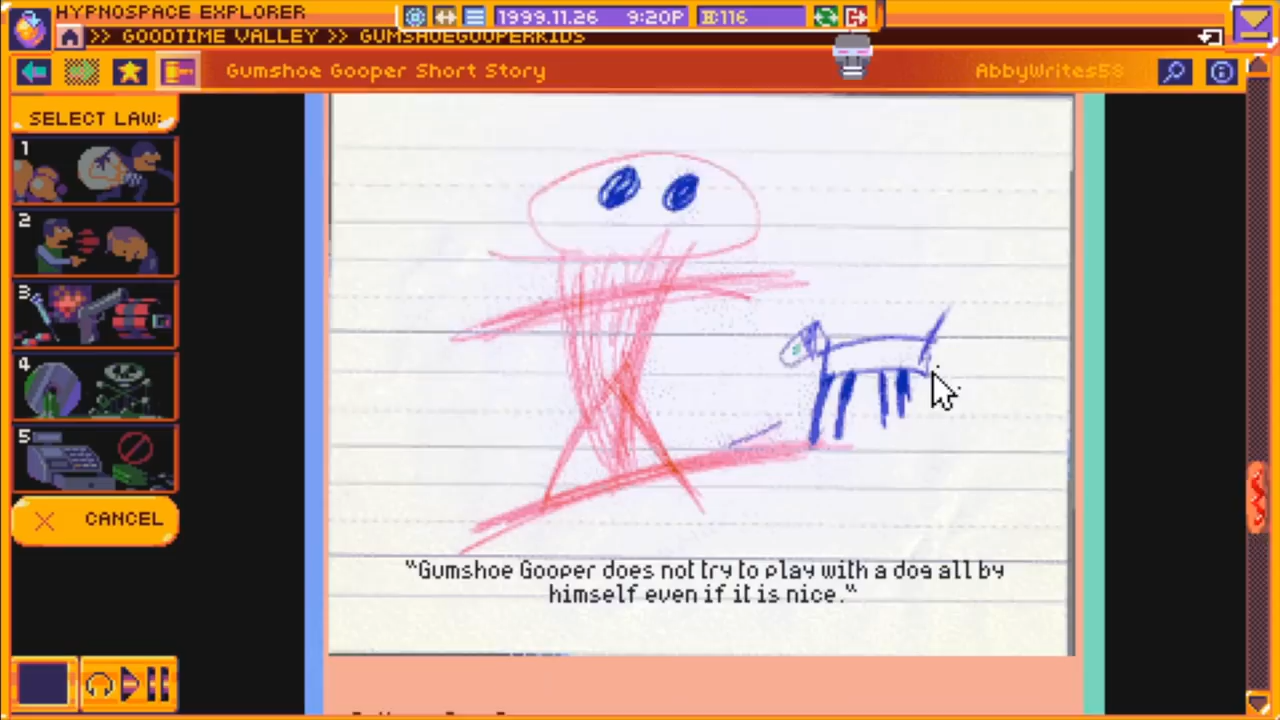 HYPNOSPACE EXPLORER
1999.11.26 9:20P 116
>> GOODTIME VALLEY >> GUMSHOEGOOPERKIDS
Gumshoe Gooper Short Story
AbbyWrites58
SELECT LAW:
1
2
3
4
5
CANCEL
"Gumshoe Gooper does not try to play with a dog all by
himself even if it is nice."